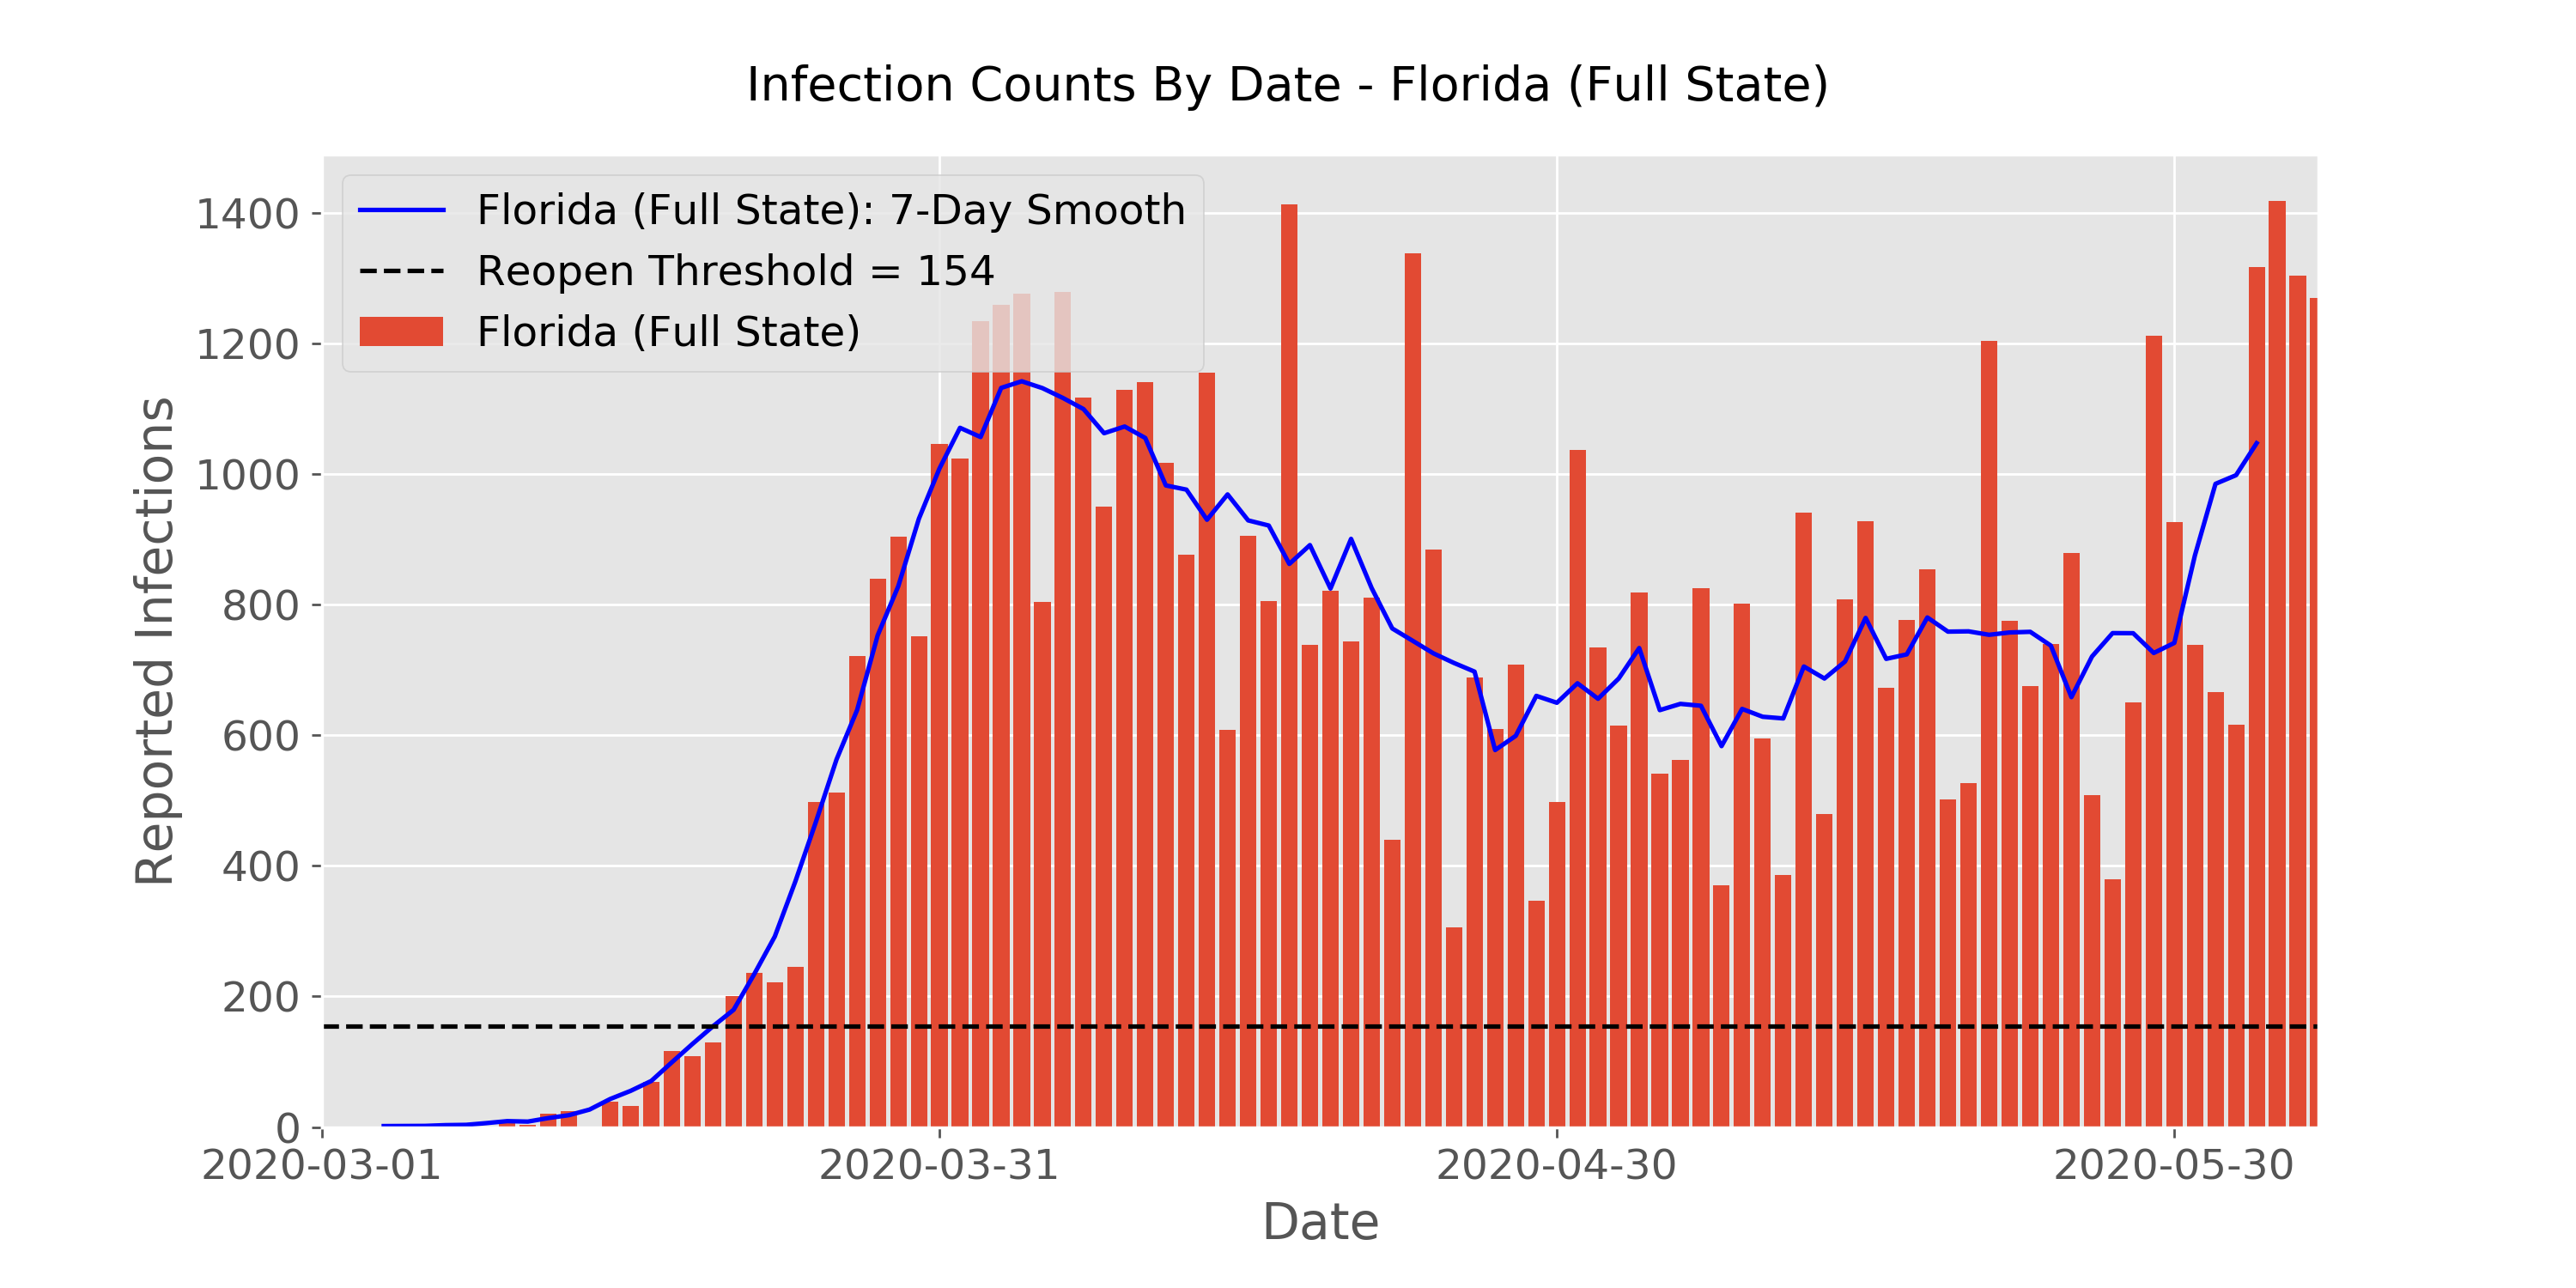 Infection Counts By Date - Florida (Full State)
Florida (Full State): 7-Day Smooth
Reopen Threshold = 154
Florida (Full State)
1400
1200
1000
800
600
400
200
0
Reported Infections
2020-03-01 2020-03-31 2020-04-30 2020-05-30
Date